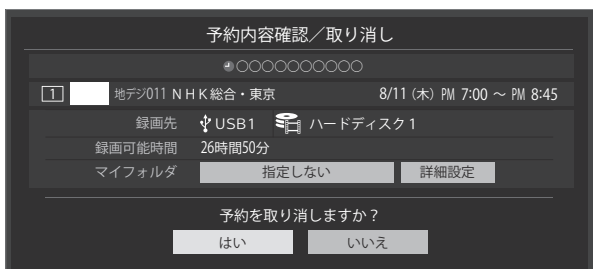 予約内容確認／取り消し
○○○○○○○○○○
1 地デジ011 NHK総合・東京 8/11(木) PM 7:00 ～ PM 8:45
録画先 USB1 ハードディスク1
録画可能時間 26時間50分
マイフォルダ 指定しない 詳細設定
予約を取り消しますか？
はい いいえ